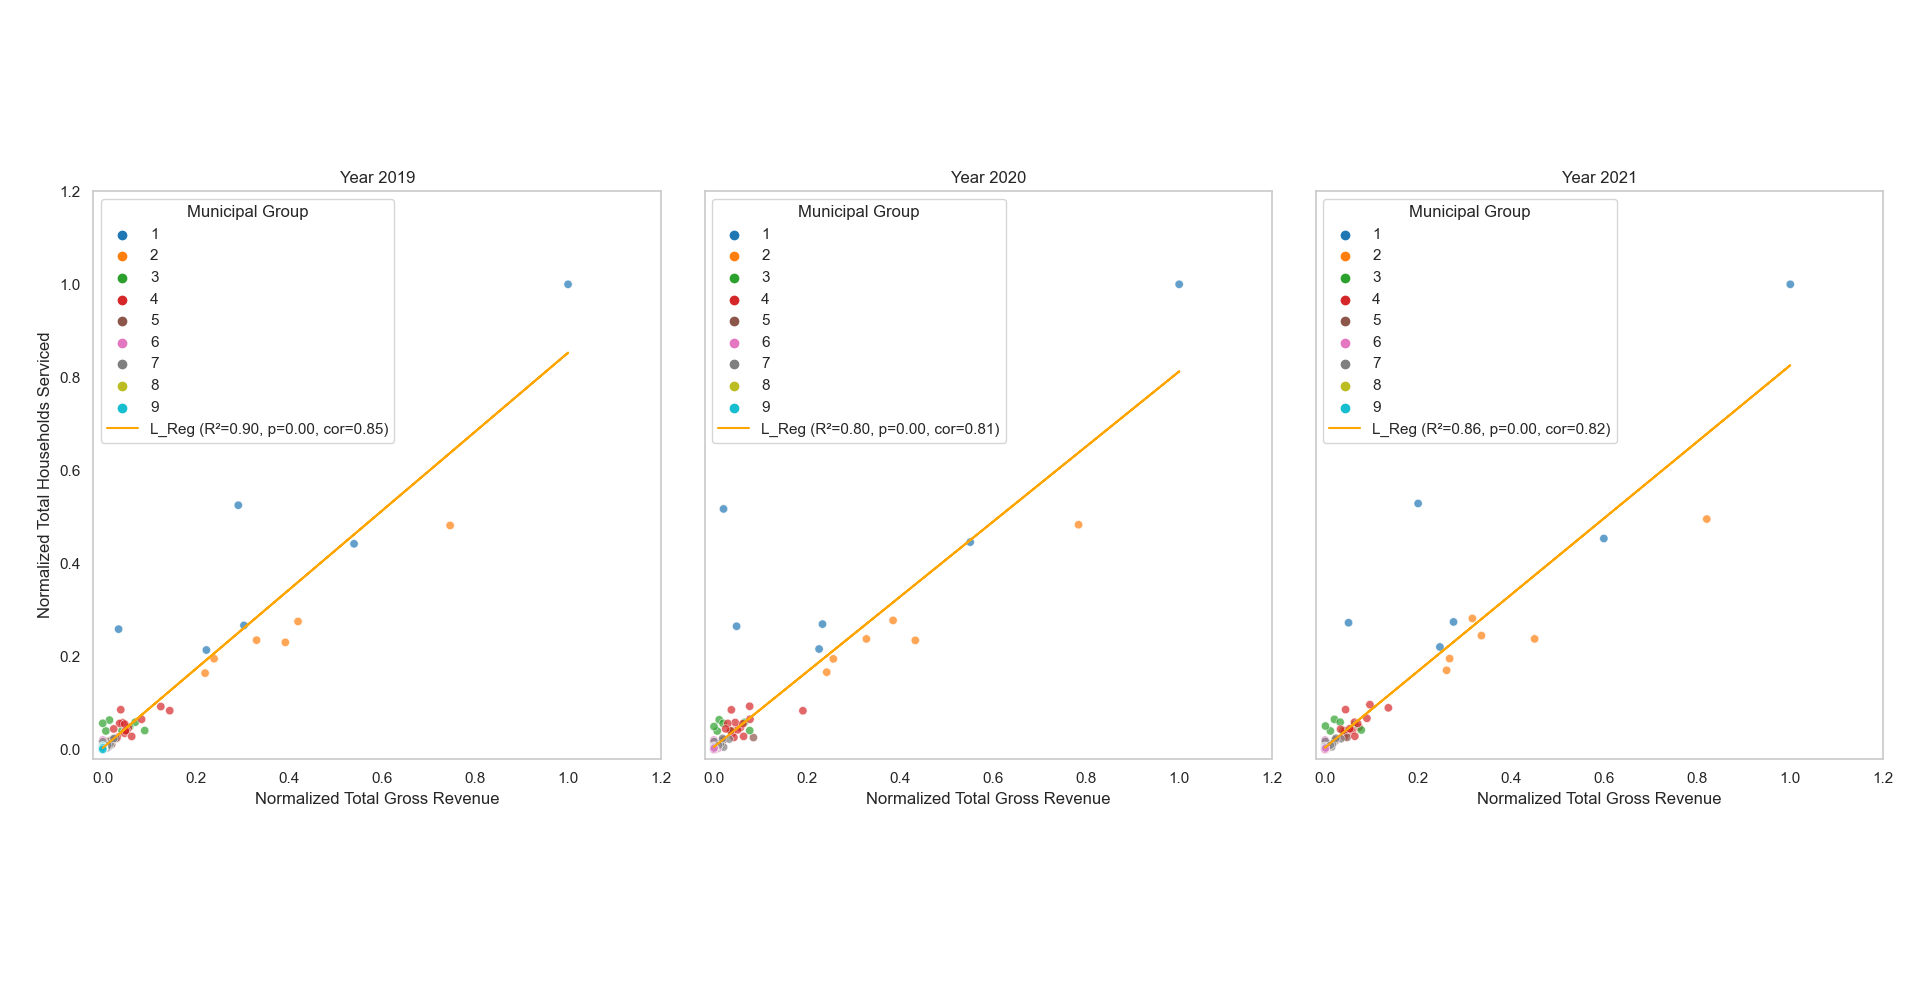 Year 2019
1.2
1.0
0.8
0.6
0.4
0.2
0.0
Normalized Total Households Serviced
Municipal Group
1
2
3
4
5
6
7
8
9
L_Reg (R²=0.90, p=0.00, cor=0.85)
0.0 0.2 0.4 0.6 0.8 1.0 1.2
Normalized Total Gross Revenue
Year 2020
Municipal Group
1
2
3
4
5
6
7
8
9
L_Reg (R²=0.80, p=0.00, cor=0.81)
0.0 0.2 0.4 0.6 0.8 1.0 1.2
Normalized Total Gross Revenue
Year 2021
Municipal Group
1
2
3
4
5
6
7
8
9
L_Reg (R²=0.86, p=0.00, cor=0.82)
0.0 0.2 0.4 0.6 0.8 1.0 1.2
Normalized Total Gross Revenue